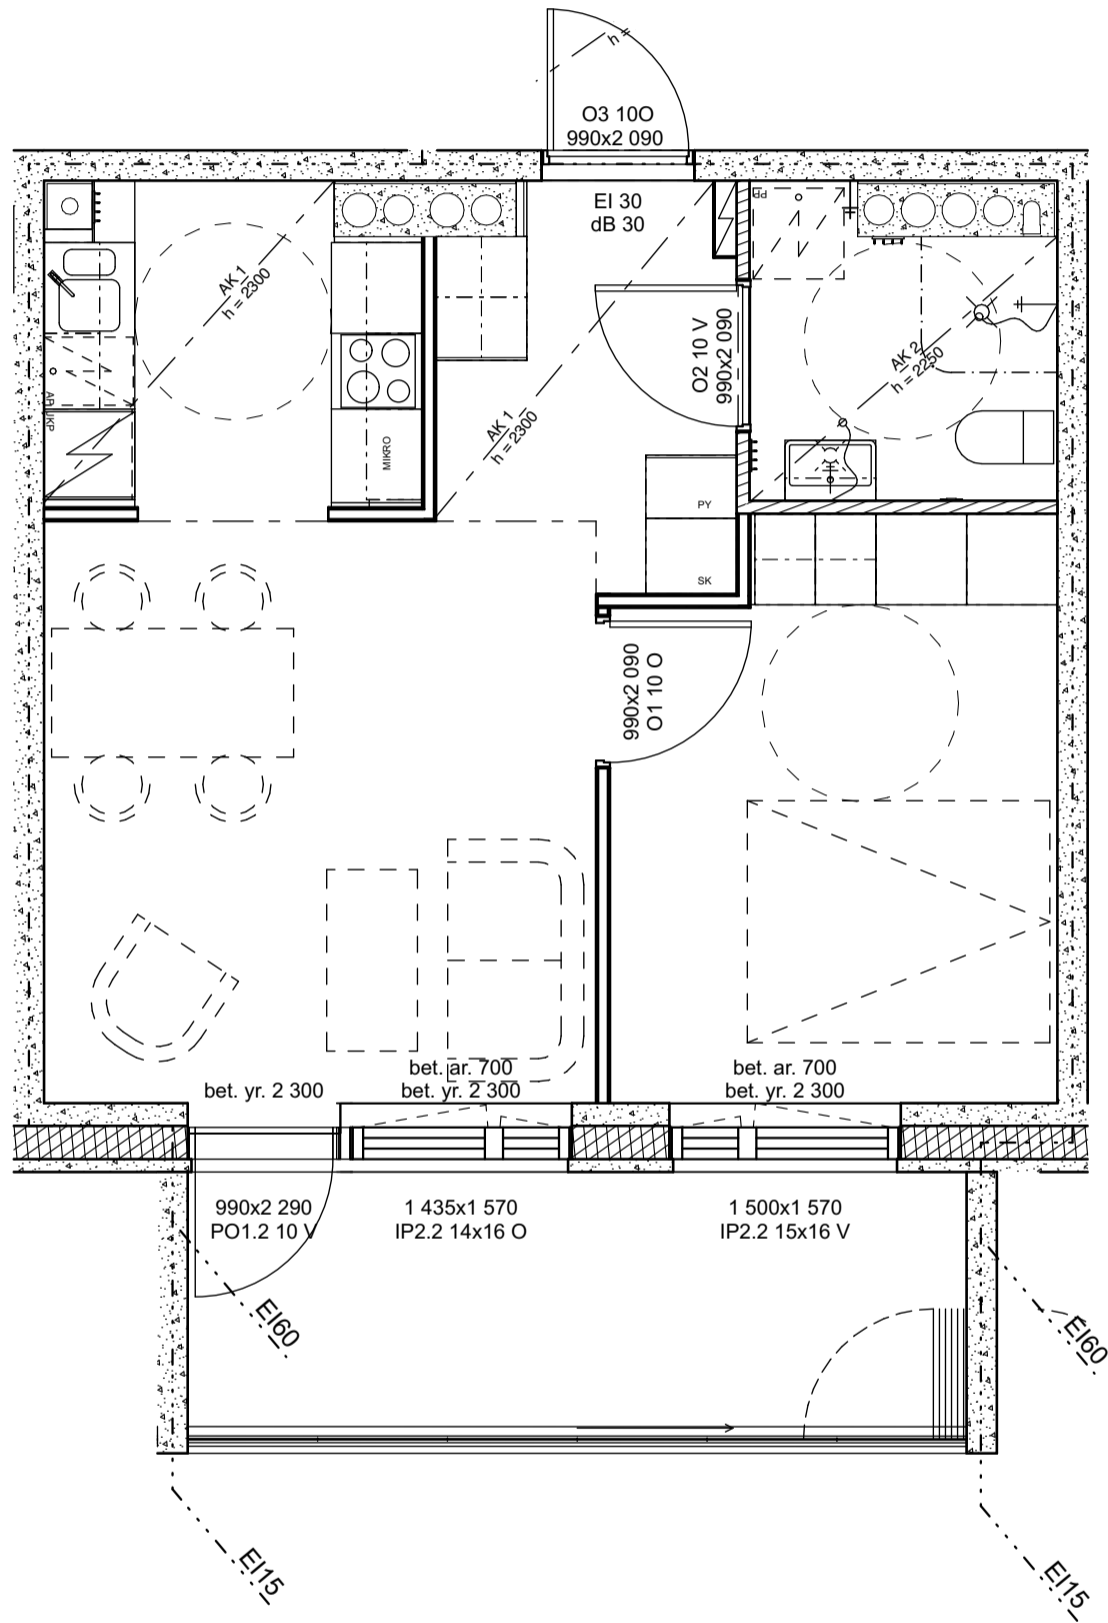 h =
O3 10O
990x2 090
EI 30
dB 30
PP
AK 1
h = 2300
O2 10 V
990x2 090
AK 2
h = 2250
APKP
MIKRO
AK 1
h = 2300
PY
SK
990x2 090
O1 10 O
bet. yr. 2 300
bet. ar. 700
bet. yr. 2 300
bet. ar. 700
bet. yr. 2 300
990x2 290
PO1.2 10 V
1 435x1 570
IP2.2 14x16 O
1 500x1 570
IP2.2 15x16 V
EI60
EI60
EI15
EI15